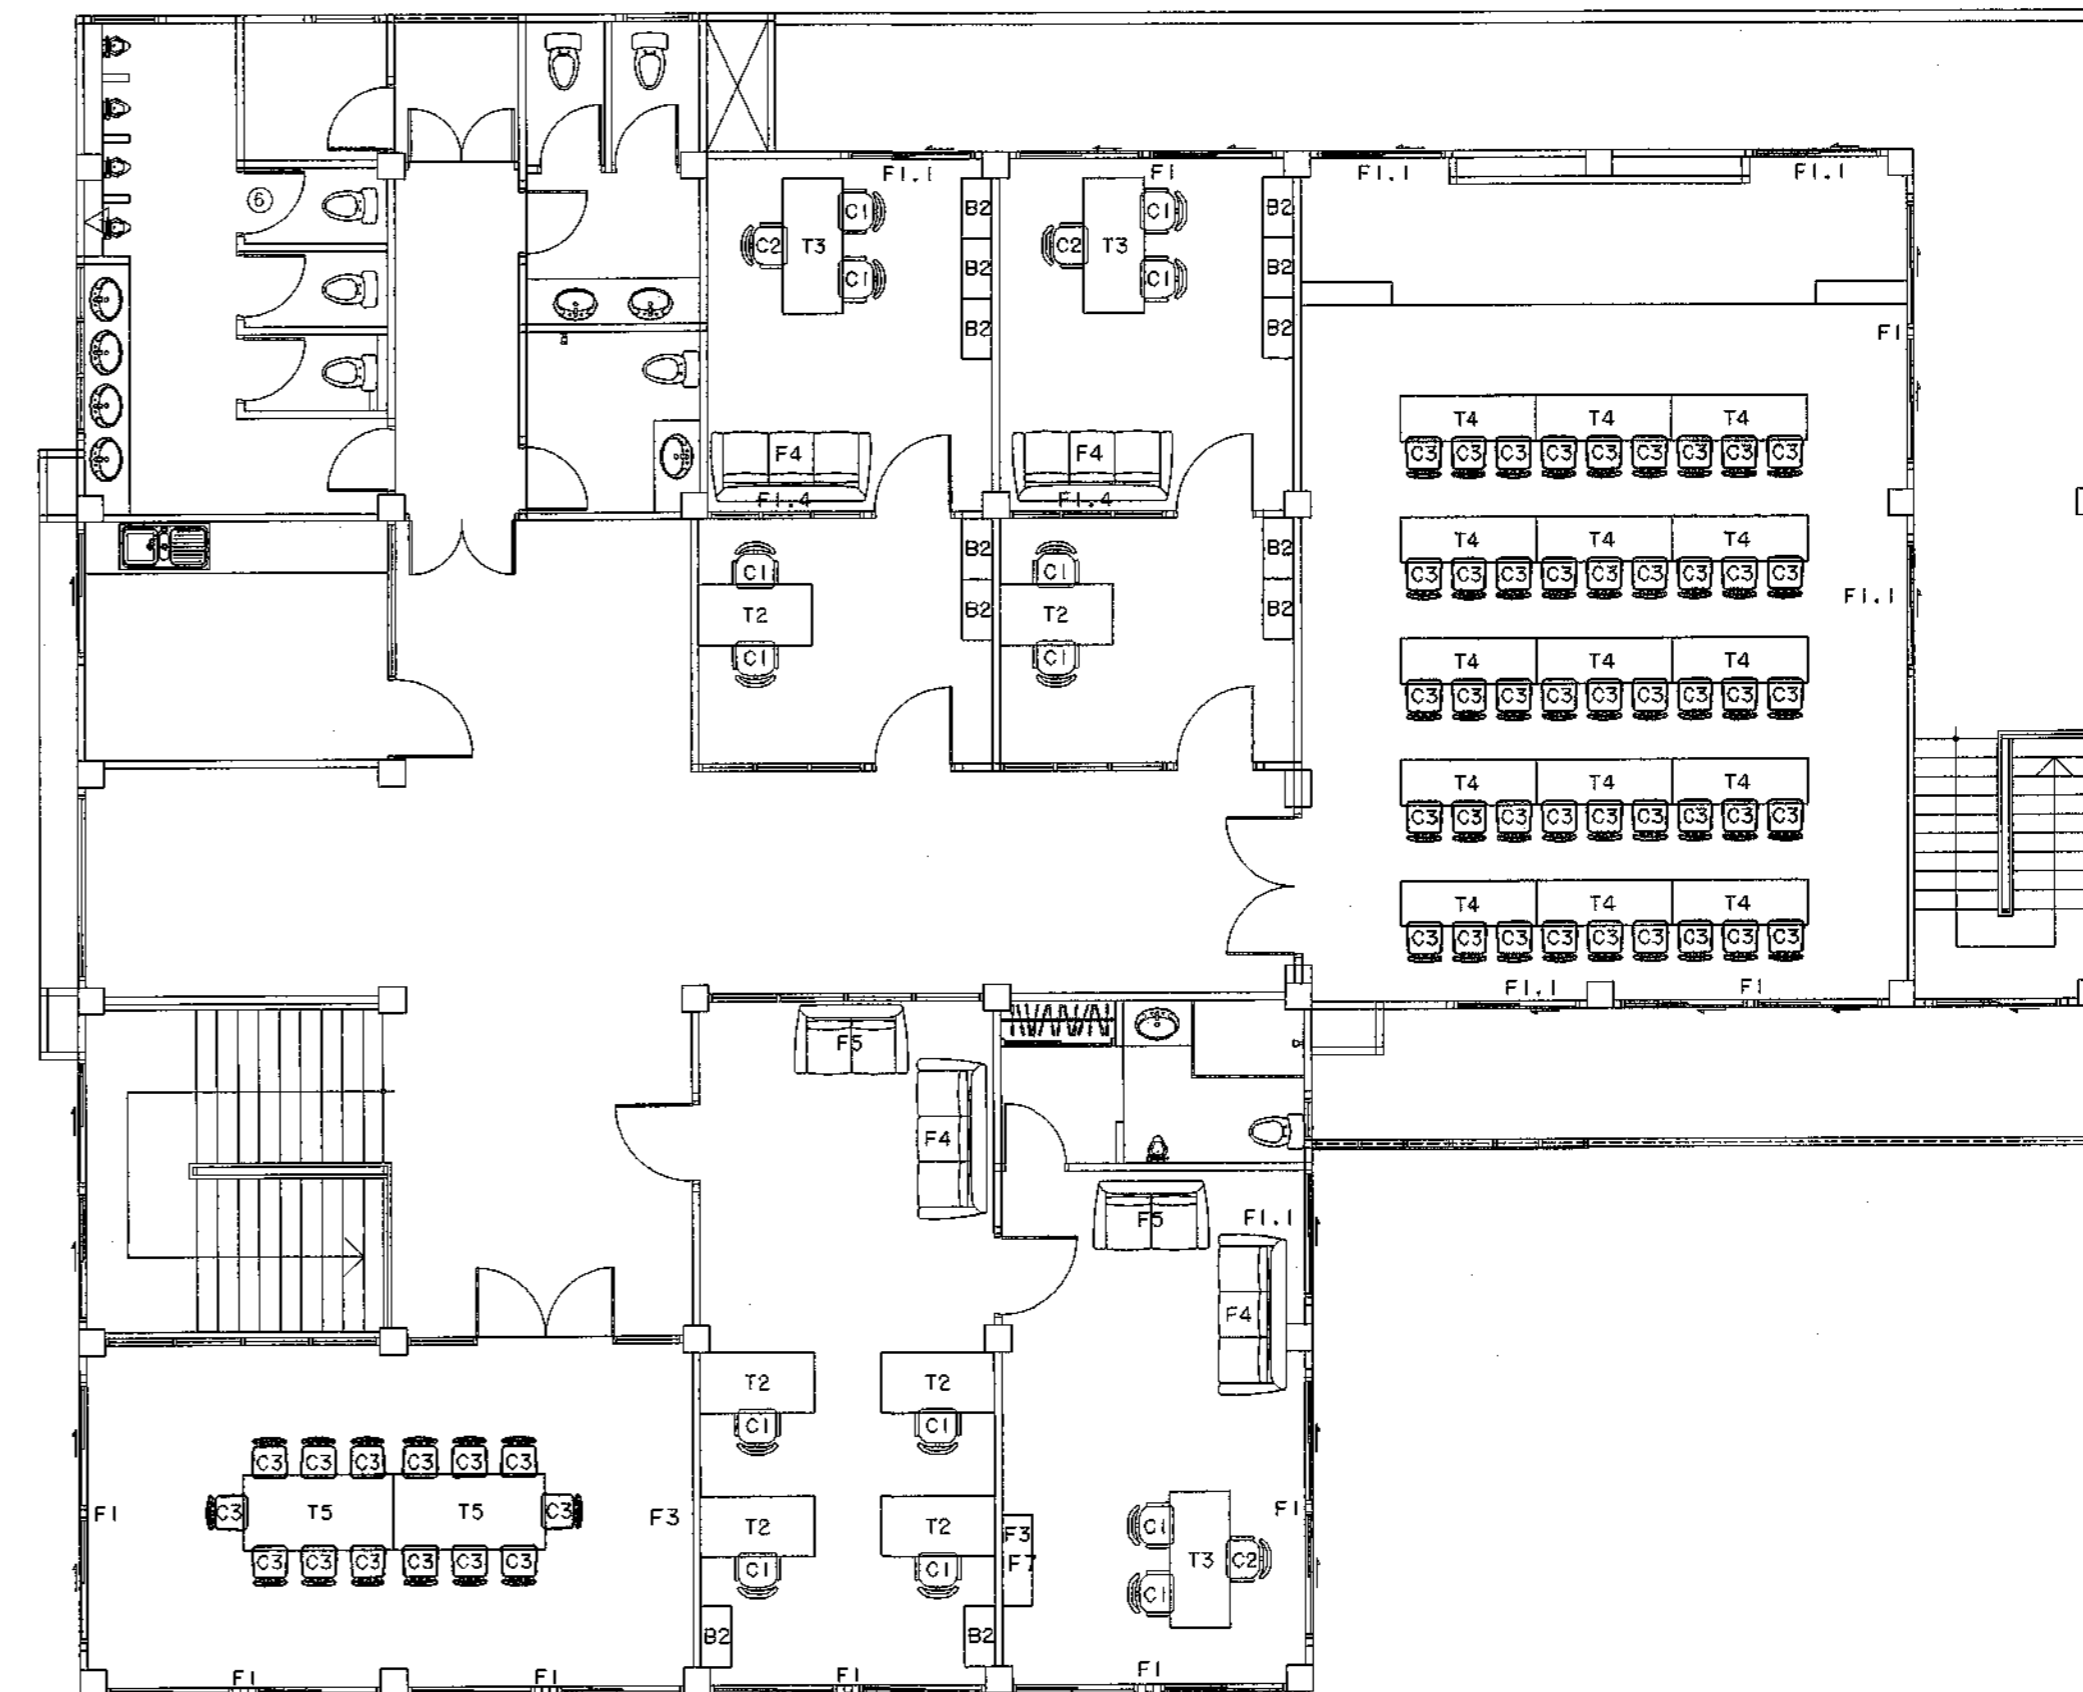 F1.1 F1 F1.1 F1.1
6
C1 B2 C1 B2
C2 T3 C2 T3
C1 B2 C1 B2
B2 B2
F1
T4 T4 T4
F4 F4 C3 C3 C3 C3 C3 C3 C3 C3 C3
F1.4 F1.4
B2 B2 T4 T4 T4
C1 C1 C3 C3 C3 C3 C3 C3 C3 C3 C3
F1.1
T2 B2 T2 B2
C1 C1 T4 T4 T4
C3 C3 C3 C3 C3 C3 C3 C3 C3
T4 T4 T4
C3 C3 C3 C3 C3 C3 C3 C3 C3
T4 T4 T4
C3 C3 C3 C3 C3 C3 C3 C3 C3
F1.1 F1
F5
F4
F5 F1.1
F4
T2 T2
C1 C1
C3 C3 C3 C3 C3 C3
F1 C3 T5 T5 C3 F3 F1
T2 T2 C1
F3
C3 C3 C3 C3 C3 C3 C1 C1 F7 T3 C2
C1
B2 B2
F1 F1 F1 F1